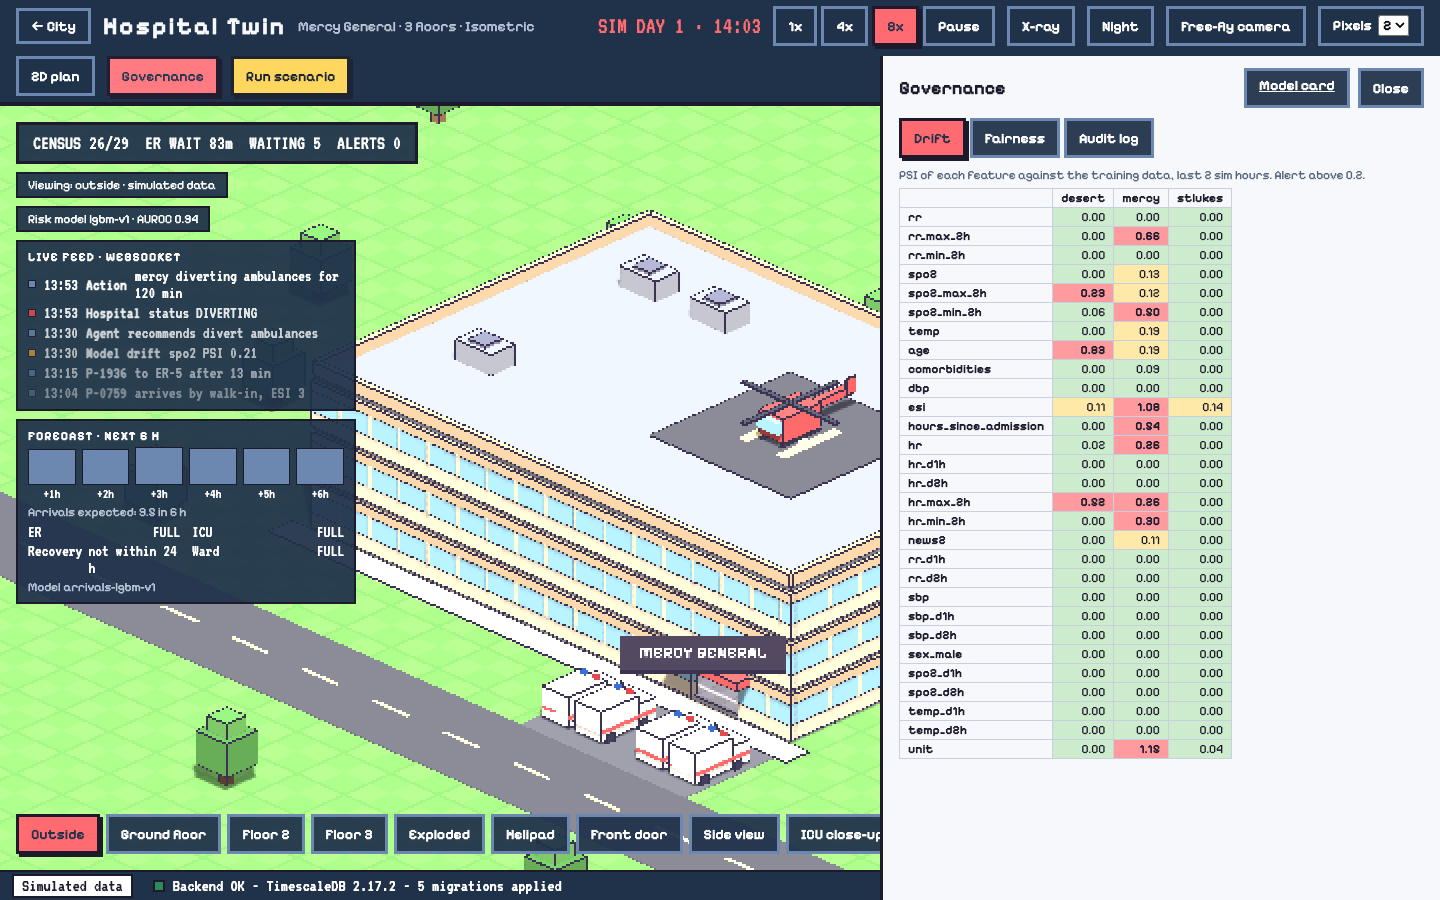 ← City
Hospital Twin
Mercy General · 3 floors · Isometric
SIM DAY 1 · 14:03
1x
4x
8x
Pause
X-ray
Night
Free-fly camera
Pixels 2
2D plan
Governance
Run scenario
CENSUS 26/29 ER WAIT 83m WAITING 5 ALERTS 0
Viewing: outside · simulated data
Risk model lgbm-v1 · AUROC 0.94
LIVE FEED · WEBSOCKET
13:53 Action mercy diverting ambulances for
120 min
13:53 Hospital status DIVERTING
13:30 Agent recommends divert ambulances
13:30 Model drift spo2 PSI 0.21
13:15 P-1936 to ER-5 after 13 min
13:04 P-0759 arrives by walk-in, ESI 3
FORECAST · NEXT 6 H
+1h +2h +3h +4h +5h +6h
Arrivals expected: 9.2 in 6 h
ER FULL ICU FULL
Recovery not within 24 Ward FULL
h
Model arrivals-lgbm-v1
MERCY GENERAL
Outside
Ground floor
Floor 2
Floor 3
Exploded
Helipad
Front door
Side view
ICU close-up
Simulated data
Backend OK - TimescaleDB 2.17.2 - 5 migrations applied
Governance
Model card
Close
Drift
Fairness
Audit log
PSI of each feature against the training data, last 2 sim hours. Alert above 0.2.
desert mercy stlukes
rr 0.00 0.00 0.00
rr_max_2h 0.00 0.66 0.00
rr_min_2h 0.00 0.00 0.00
spo2 0.00 0.13 0.00
spo2_max_2h 0.23 0.12 0.00
spo2_min_2h 0.06 0.20 0.00
temp 0.00 0.19 0.00
age 0.23 0.19 0.00
comorbidities 0.00 0.09 0.00
dbp 0.00 0.00 0.00
esi 0.11 1.08 0.14
hours_since_admission 0.00 0.24 0.00
hr 0.02 0.26 0.00
hr_d1h 0.00 0.00 0.00
hr_d2h 0.00 0.00 0.00
hr_max_2h 0.22 0.26 0.00
hr_min_2h 0.00 0.30 0.00
news2 0.00 0.11 0.00
rr_d1h 0.00 0.00 0.00
rr_d2h 0.00 0.00 0.00
sbp 0.00 0.00 0.00
sbp_d1h 0.00 0.00 0.00
sbp_d2h 0.00 0.00 0.00
sex_male 0.00 0.00 0.00
spo2_d1h 0.00 0.00 0.00
spo2_d2h 0.00 0.00 0.00
temp_d1h 0.00 0.00 0.00
temp_d2h 0.00 0.00 0.00
unit 0.00 1.12 0.04